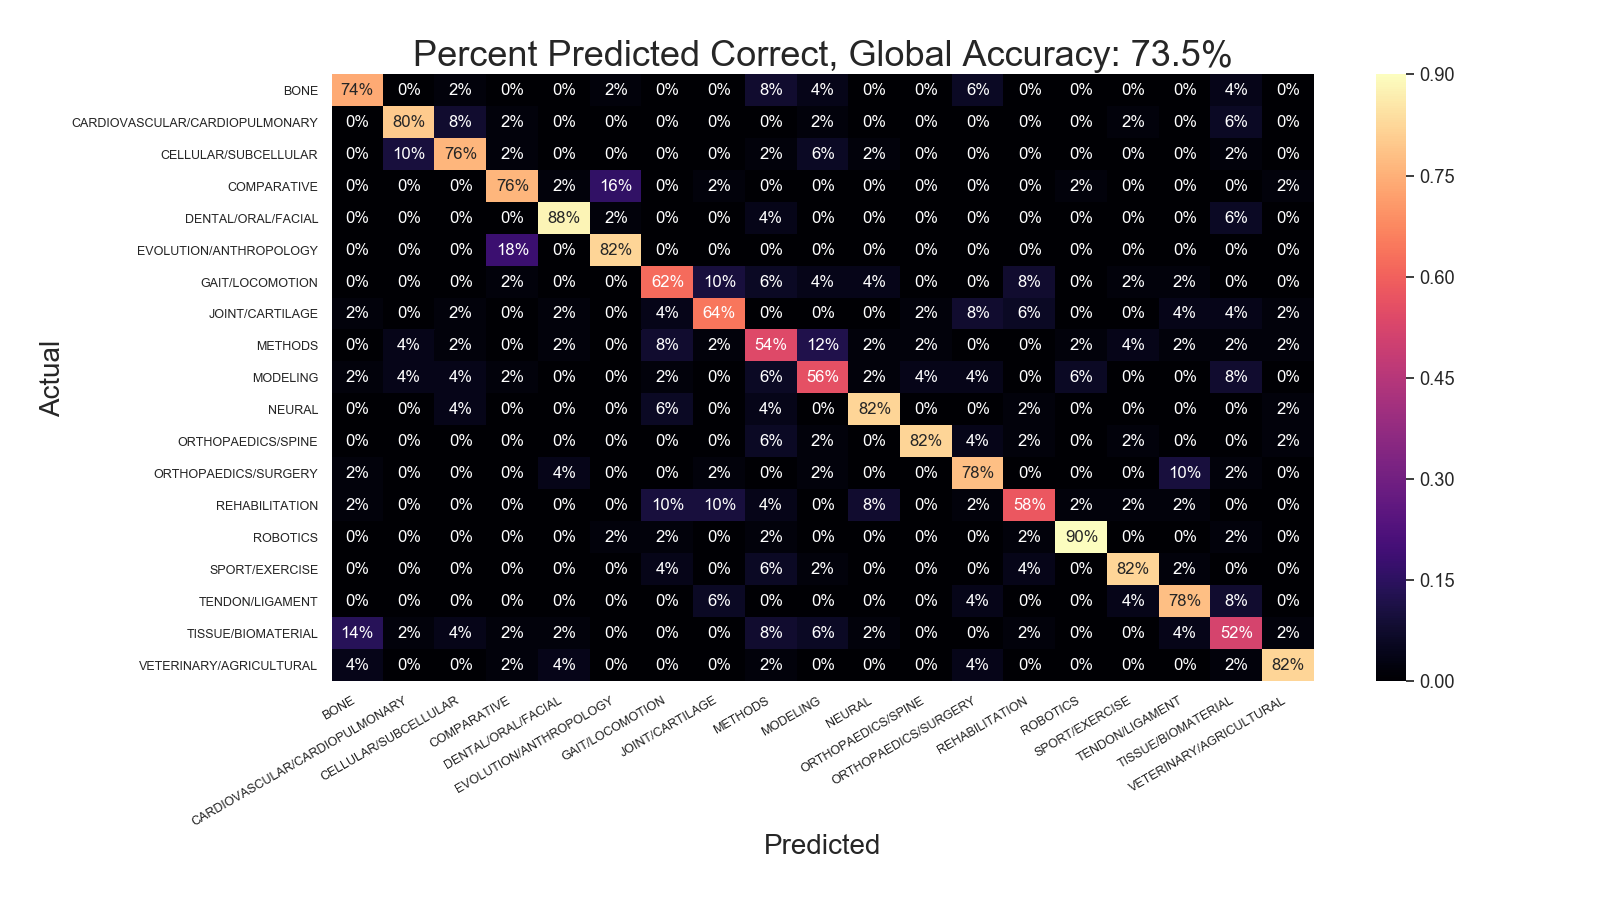 Percent Predicted Correct, Global Accuracy: 73.5%
BONE 74% 0% 2% 0% 0% 2% 0% 0% 8% 4% 0% 0% 6% 0% 0% 0% 0% 4% 0%
CARDIOVASCULAR/CARDIOPULMONARY 0% 80% 8% 2% 0% 0% 0% 0% 0% 2% 0% 0% 0% 0% 0% 2% 0% 6% 0%
CELLULAR/SUBCELLULAR 0% 10% 76% 2% 0% 0% 0% 0% 2% 6% 2% 0% 0% 0% 0% 0% 0% 2% 0%
COMPARATIVE 0% 0% 0% 76% 2% 16% 0% 2% 0% 0% 0% 0% 0% 0% 2% 0% 0% 0% 2%
DENTAL/ORAL/FACIAL 0% 0% 0% 0% 88% 2% 0% 0% 4% 0% 0% 0% 0% 0% 0% 0% 0% 6% 0%
EVOLUTION/ANTHROPOLOGY 0% 0% 0% 18% 0% 82% 0% 0% 0% 0% 0% 0% 0% 0% 0% 0% 0% 0% 0%
GAIT/LOCOMOTION 0% 0% 0% 2% 0% 0% 62% 10% 6% 4% 4% 0% 0% 8% 0% 2% 2% 0% 0%
JOINT/CARTILAGE 2% 0% 2% 0% 2% 0% 4% 64% 0% 0% 0% 2% 8% 6% 0% 0% 4% 4% 2%
METHODS 0% 4% 2% 0% 2% 0% 8% 2% 54% 12% 2% 2% 0% 0% 2% 4% 2% 2% 2%
MODELING 2% 4% 4% 2% 0% 0% 2% 0% 6% 56% 2% 4% 4% 0% 6% 0% 0% 8% 0%
NEURAL 0% 0% 4% 0% 0% 0% 6% 0% 4% 0% 82% 0% 0% 2% 0% 0% 0% 0% 2%
ORTHOPAEDICS/SPINE 0% 0% 0% 0% 0% 0% 0% 0% 6% 2% 0% 82% 4% 2% 0% 2% 0% 0% 2%
ORTHOPAEDICS/SURGERY 2% 0% 0% 0% 4% 0% 0% 2% 0% 2% 0% 0% 78% 0% 0% 0% 10% 2% 0%
REHABILITATION 2% 0% 0% 0% 0% 0% 10% 10% 4% 0% 8% 0% 2% 58% 2% 2% 2% 0% 0%
ROBOTICS 0% 0% 0% 0% 0% 2% 2% 0% 2% 0% 0% 0% 0% 2% 90% 0% 0% 2% 0%
SPORT/EXERCISE 0% 0% 0% 0% 0% 0% 4% 0% 6% 2% 0% 0% 0% 4% 0% 82% 2% 0% 0%
TENDON/LIGAMENT 0% 0% 0% 0% 0% 0% 0% 6% 0% 0% 0% 0% 4% 0% 0% 4% 78% 8% 0%
TISSUE/BIOMATERIAL 14% 2% 4% 2% 2% 0% 0% 0% 8% 6% 2% 0% 0% 2% 0% 0% 4% 52% 2%
VETERINARY/AGRICULTURAL 4% 0% 0% 2% 4% 0% 0% 0% 2% 0% 0% 0% 4% 0% 0% 0% 0% 2% 82%
Actual
BONE
CARDIOVASCULAR/CARDIOPULMONARY
CELLULAR/SUBCELLULAR
COMPARATIVE
DENTAL/ORAL/FACIAL
EVOLUTION/ANTHROPOLOGY
GAIT/LOCOMOTION
JOINT/CARTILAGE
METHODS
MODELING
NEURAL
ORTHOPAEDICS/SPINE
ORTHOPAEDICS/SURGERY
REHABILITATION
ROBOTICS
SPORT/EXERCISE
TENDON/LIGAMENT
TISSUE/BIOMATERIAL
VETERINARY/AGRICULTURAL
Predicted
0.90
0.75
0.60
0.45
0.30
0.15
0.00